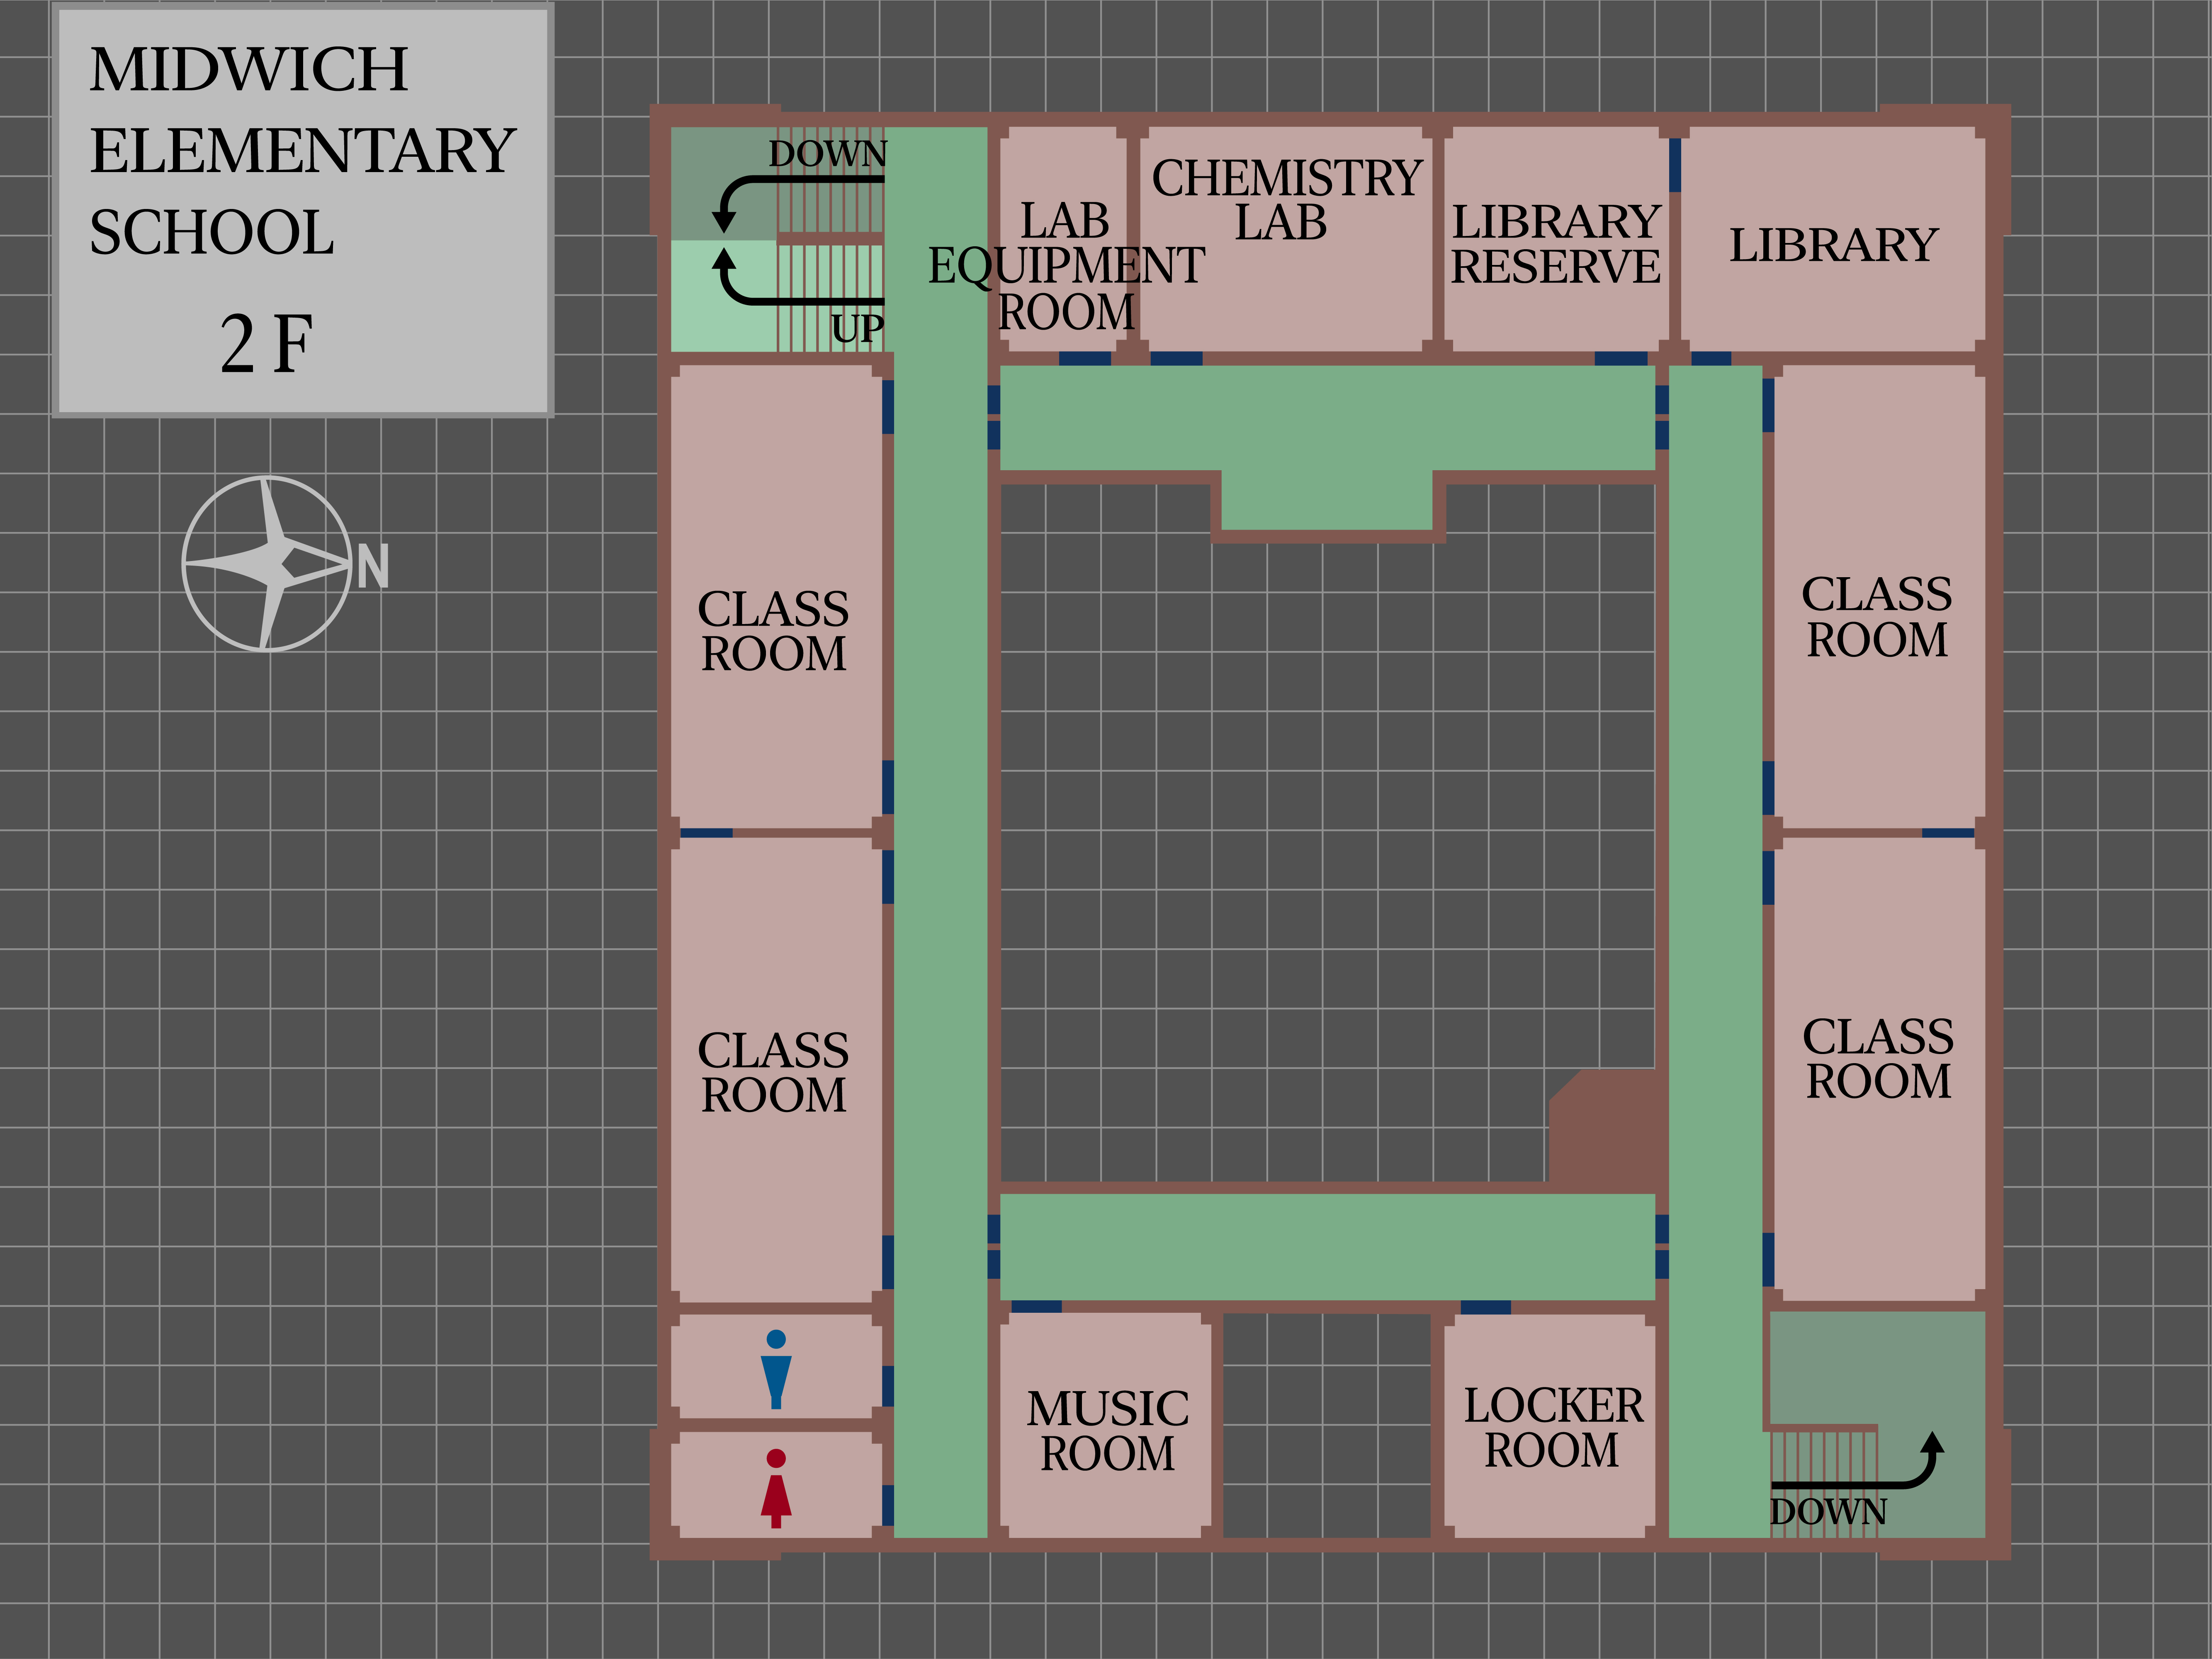 MIDWICH
ELEMENTARY
SCHOOL
2 F
N
DOWN
UP
LAB
EQUIPMENT
ROOM
CHEMISTRY
LAB
LIBRARY
RESERVE
LIBRARY
CLASS
ROOM
CLASS
ROOM
CLASS
ROOM
CLASS
ROOM
MUSIC
ROOM
LOCKER
ROOM
DOWN